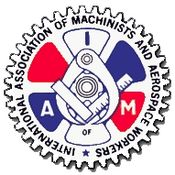 INTERNATIONAL ASSOCIATION OF MACHINISTS AND AEROSPACE WORKERS
I
A M
OF